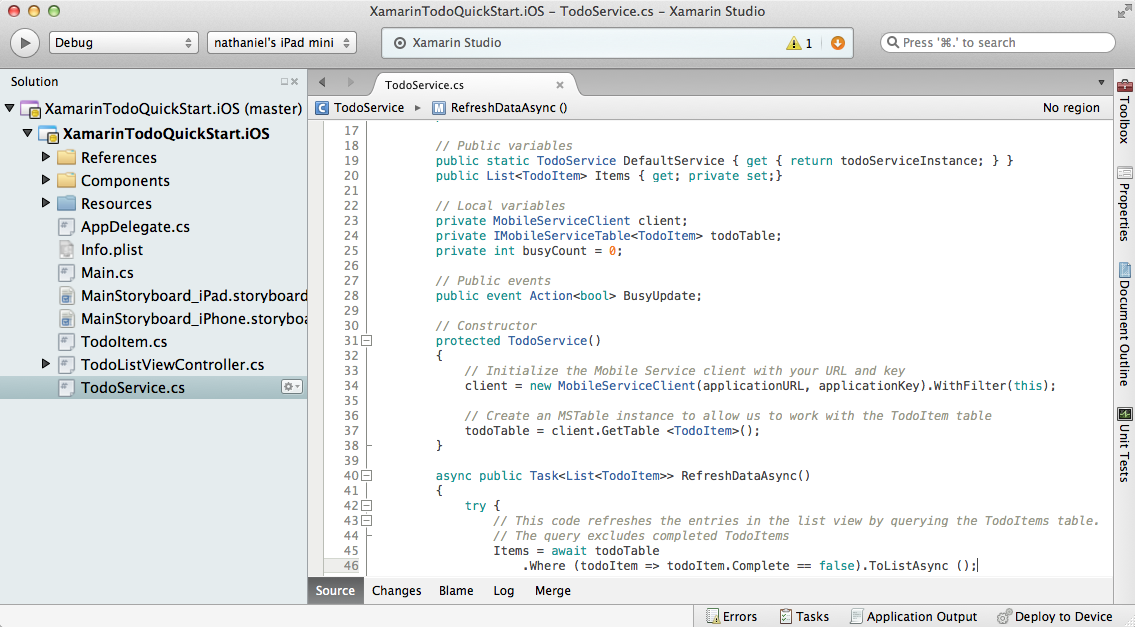 XamarinTodoQuickStart.iOS – TodoService.cs – Xamarin Studio
Debug
nathaniel's iPad mini
Xamarin Studio
1
Press '⌘.' to search
Solution
XamarinTodoQuickStart.iOS (master)
XamarinTodoQuickStart.iOS
References
Components
Resources
AppDelegate.cs
Info.plist
Main.cs
MainStoryboard_iPad.storyboard
MainStoryboard_iPhone.storyboa
TodoItem.cs
TodoListViewController.cs
TodoService.cs
TodoService.cs
C TodoService ▸ M RefreshDataAsync ()
No region
17
18 // Public variables
19 public static TodoService DefaultService { get { return todoServiceInstance; } }
20 public List<TodoItem> Items { get; private set;}
21
22 // Local variables
23 private MobileServiceClient client;
24 private IMobileServiceTable<TodoItem> todoTable;
25 private int busyCount = 0;
26
27 // Public events
28 public event Action<bool> BusyUpdate;
29
30 // Constructor
31 protected TodoService()
32 {
33 // Initialize the Mobile Service client with your URL and key
34 client = new MobileServiceClient(applicationURL, applicationKey).WithFilter(this);
35
36 // Create an MSTable instance to allow us to work with the TodoItem table
37 todoTable = client.GetTable <TodoItem>();
38 }
39
40 async public Task<List<TodoItem>> RefreshDataAsync()
41 {
42 try {
43 // This code refreshes the entries in the list view by querying the TodoItems table.
44 // The query excludes completed TodoItems
45 Items = await todoTable
46 .Where (todoItem => todoItem.Complete == false).ToListAsync ();
Toolbox
Properties
Document Outline
Unit Tests
Source Changes Blame Log Merge
Errors Tasks Application Output Deploy to Device